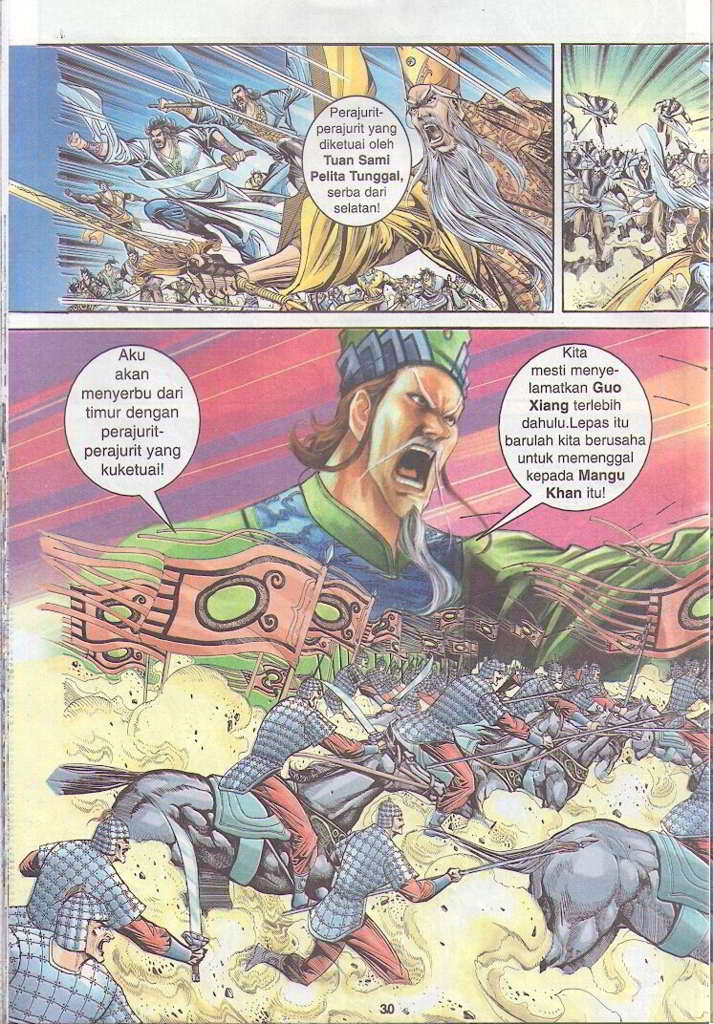 Perajurit-
perajurit yang
diketuai oleh
Tuan Sami
Pelita Tunggal,
serba dari
selatan!
Aku
akan
menyerbu dari
timur dengan
perajurit-
perajurit yang
kuketuai!
Kita
mesti menye-
lamatkan Guo
Xiang terlebih
dahulu.Lepas itu
barulah kita berusaha
untuk memenggal
kepada Mangu
Khan itu!
30